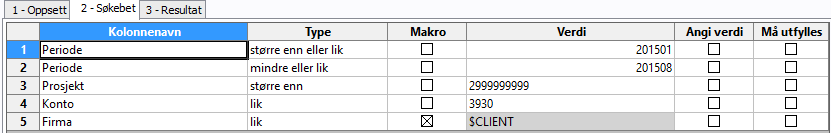 1 - Oppsett 2 - Søkebet 3 - Resultat
Kolonnenavn Type Makro Verdi Angi verdi Må utfylles
1 Periode større enn eller lik 201501
2 Periode mindre eller lik 201508
3 Prosjekt større enn 2999999999
4 Konto lik 3930
5 Firma lik $CLIENT